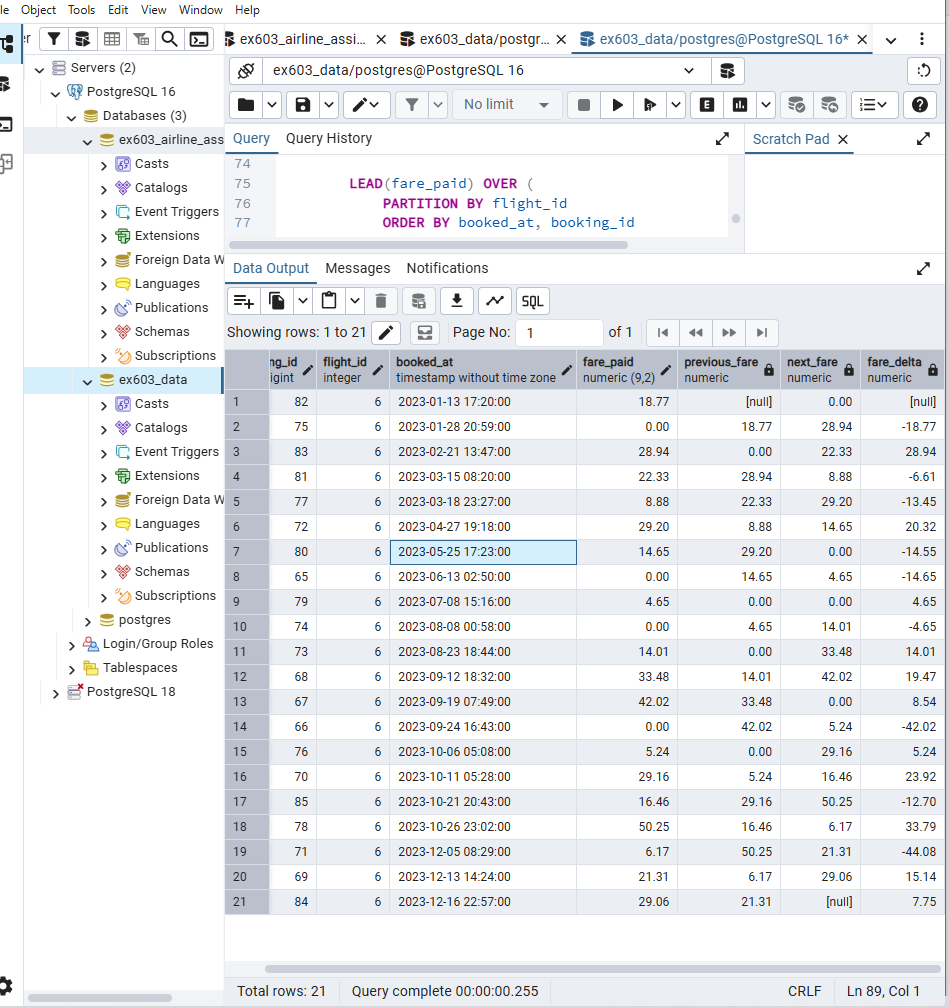 le Object Tools Edit View Window Help
er
ex603_airline_assi... ex603_data/postgr... ex603_data/postgres@PostgreSQL 16*
Servers (2)
PostgreSQL 16
Databases (3)
ex603_airline_ass
Casts
Catalogs
Event Triggers
Extensions
Foreign Data W
Languages
Publications
Schemas
Subscriptions
ex603_data
Casts
Catalogs
Event Triggers
Extensions
Foreign Data W
Languages
Publications
Schemas
Subscriptions
postgres
Login/Group Roles
Tablespaces
PostgreSQL 18
ex603_data/postgres@PostgreSQL 16
No limit
E
Query Query History
Scratch Pad
74
75 LEAD(fare_paid) OVER (
76 PARTITION BY flight_id
77 ORDER BY booked_at, booking_id
Data Output Messages Notifications
SQL
Showing rows: 1 to 21 Page No: 1 of 1
ng_id flight_id booked_at fare_paid previous_fare next_fare fare_delta
igint integer timestamp without time zone numeric (9,2) numeric numeric numeric
1 82 6 2023-01-13 17:20:00 18.77 [null] 0.00 [null]
2 75 6 2023-01-28 20:59:00 0.00 18.77 28.94 -18.77
3 83 6 2023-02-21 13:47:00 28.94 0.00 22.33 28.94
4 81 6 2023-03-15 08:20:00 22.33 28.94 8.88 -6.61
5 77 6 2023-03-18 23:27:00 8.88 22.33 29.20 -13.45
6 72 6 2023-04-27 19:18:00 29.20 8.88 14.65 20.32
7 80 6 2023-05-25 17:23:00 14.65 29.20 0.00 -14.55
8 65 6 2023-06-13 02:50:00 0.00 14.65 4.65 -14.65
9 79 6 2023-07-08 15:16:00 4.65 0.00 0.00 4.65
10 74 6 2023-08-08 00:58:00 0.00 4.65 14.01 -4.65
11 73 6 2023-08-23 18:44:00 14.01 0.00 33.48 14.01
12 68 6 2023-09-12 18:32:00 33.48 14.01 42.02 19.47
13 67 6 2023-09-19 07:49:00 42.02 33.48 0.00 8.54
14 66 6 2023-09-24 16:43:00 0.00 42.02 5.24 -42.02
15 76 6 2023-10-06 05:08:00 5.24 0.00 29.16 5.24
16 70 6 2023-10-11 05:28:00 29.16 5.24 16.46 23.92
17 85 6 2023-10-21 20:43:00 16.46 29.16 50.25 -12.70
18 78 6 2023-10-26 23:02:00 50.25 16.46 6.17 33.79
19 71 6 2023-12-05 08:29:00 6.17 50.25 21.31 -44.08
20 69 6 2023-12-13 14:24:00 21.31 6.17 29.06 15.14
21 84 6 2023-12-16 22:57:00 29.06 21.31 [null] 7.75
Total rows: 21 Query complete 00:00:00.255 CRLF Ln 89, Col 1